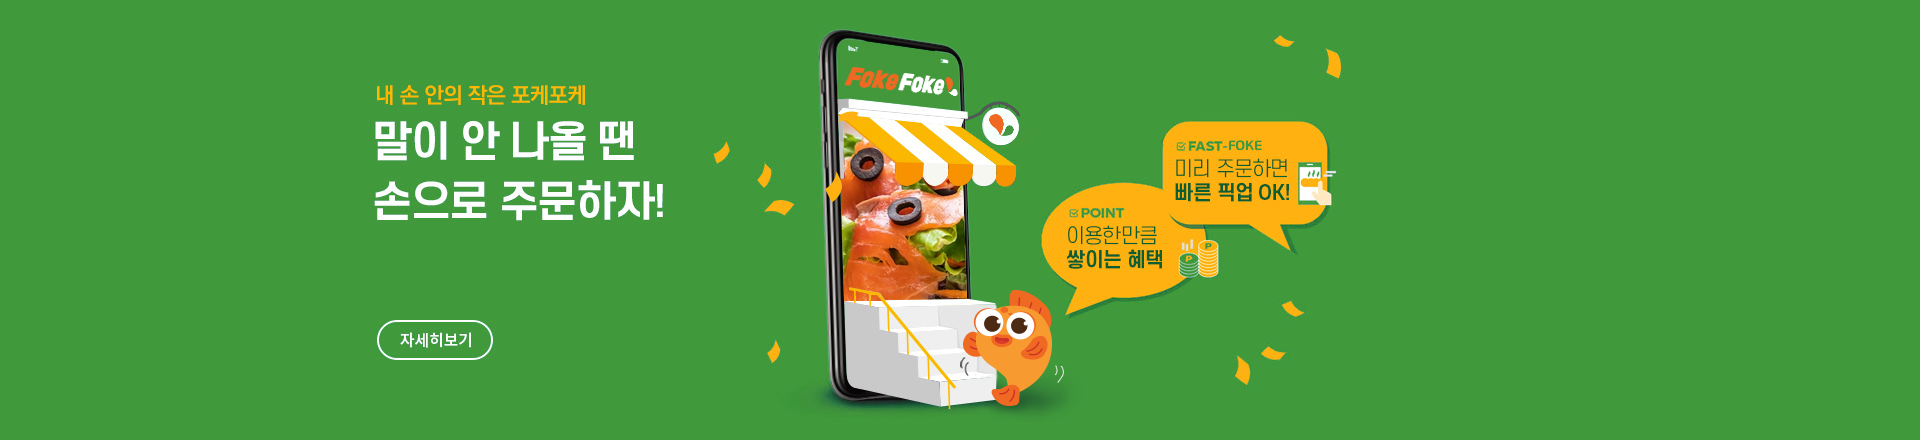 내 손 안의 작은 포케포케
말이 안 나올 땐
손으로 주문하자!
자세히보기
Foke Foke
FAST-FOKE
미리 주문하면
빠른 픽업 OK!
POINT
이용한만큼
쌓이는 혜택
P
P